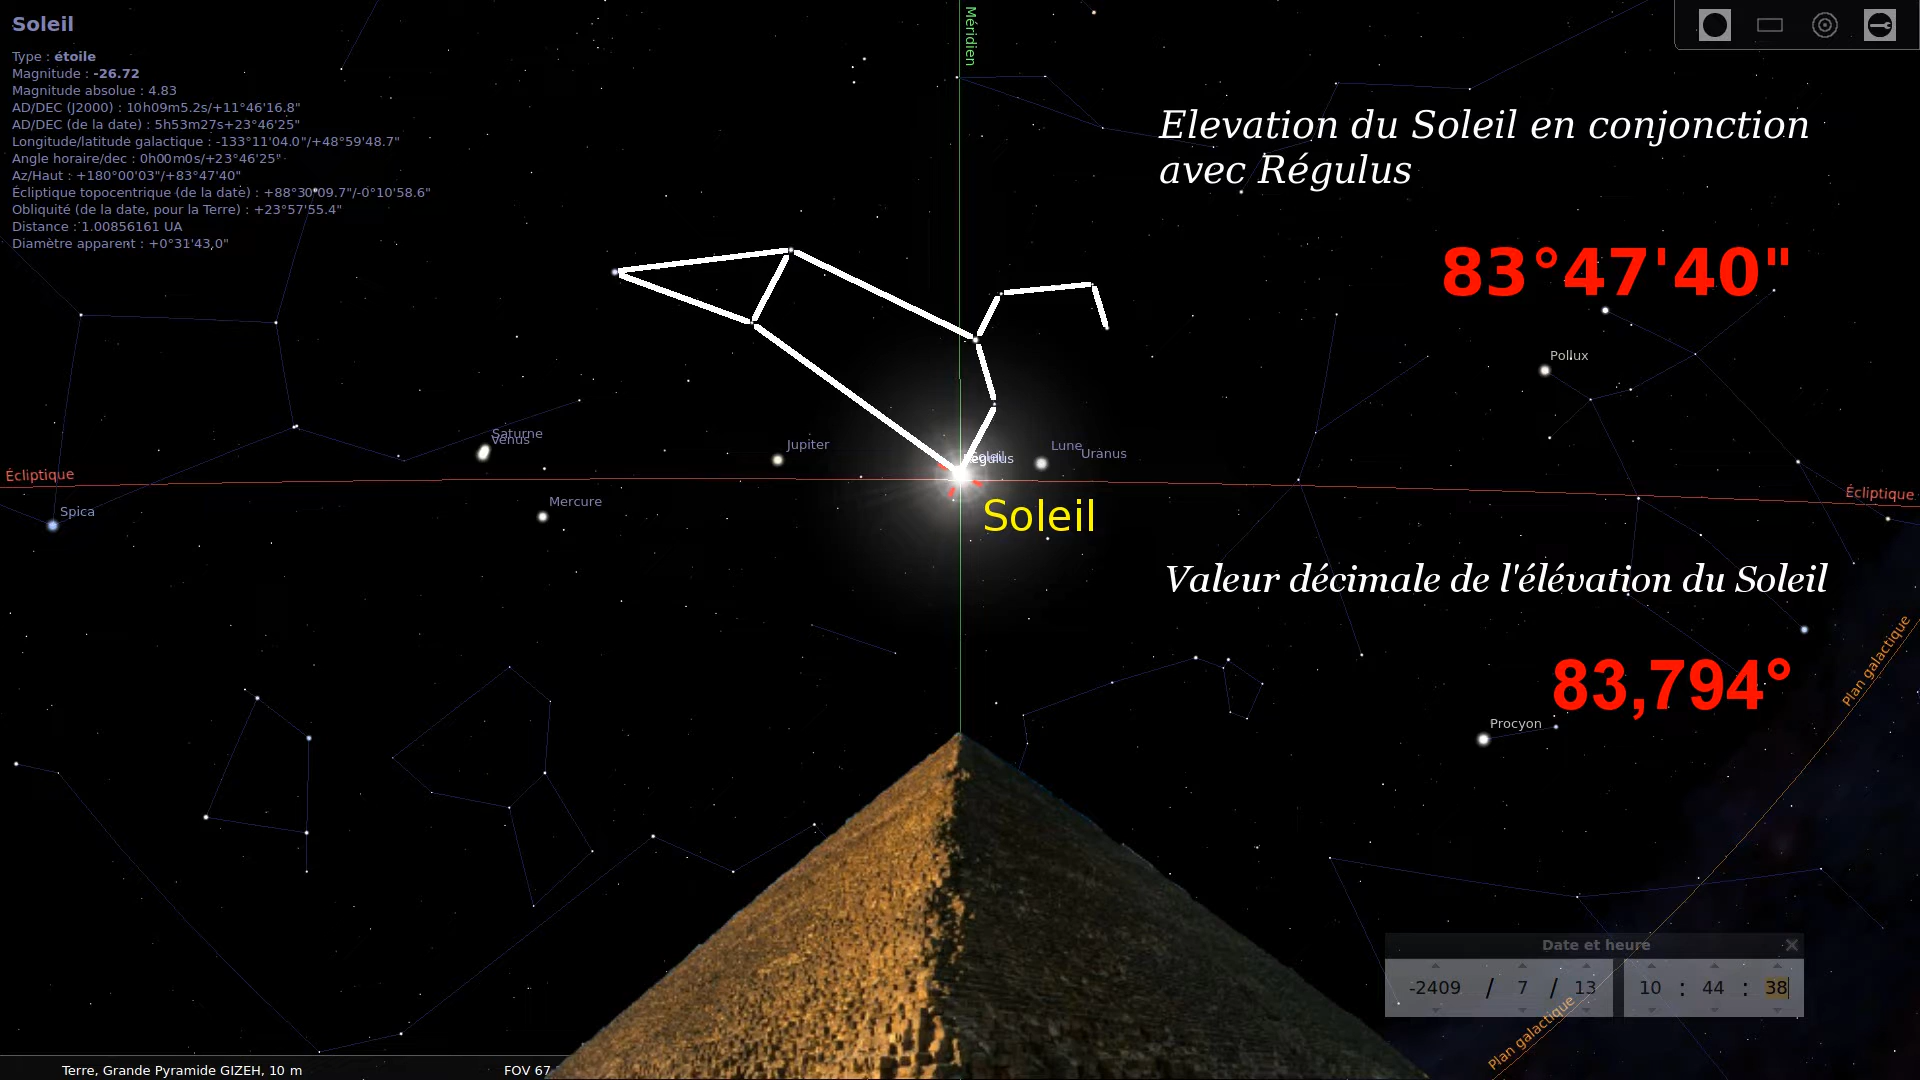 Soleil
Type : étoile
Magnitude : -26.72
Magnitude absolue : 4.83
AD/DEC (J2000) : 10h09m5.2s/+11°46'16.8"
AD/DEC (de la date) : 5h53m27s+23°46'25"
Longitude/latitude galactique : -133°11'04.0"/+48°59'48.7"
Angle horaire/dec : 0h00m0s/+23°46'25"
Az/Haut : +180°00'03"/+83°47'40"
Écliptique topocentrique (de la date) : +88°30'09.7"/-0°10'58.6"
Obliquité (de la date, pour la Terre) : +23°57'55.4"
Distance : 1.00856161 UA
Diamètre apparent : +0°31'43,0"
Méridien
Elevation du Soleil en conjonction
avec Régulus
83°47'40"
Pollux
Saturne
Vénus
Jupiter
Lune
Uranus
Soleil
Régulus
Écliptique
Écliptique
Mercure
Spica
Soleil
Valeur décimale de l'élévation du Soleil
83,794°
Plan galactique
Procyon
Date et heure
-2409 / 7 / 13 10 : 44 : 38
Plan galactique
Terre, Grande Pyramide GIZEH, 10 m
FOV 67